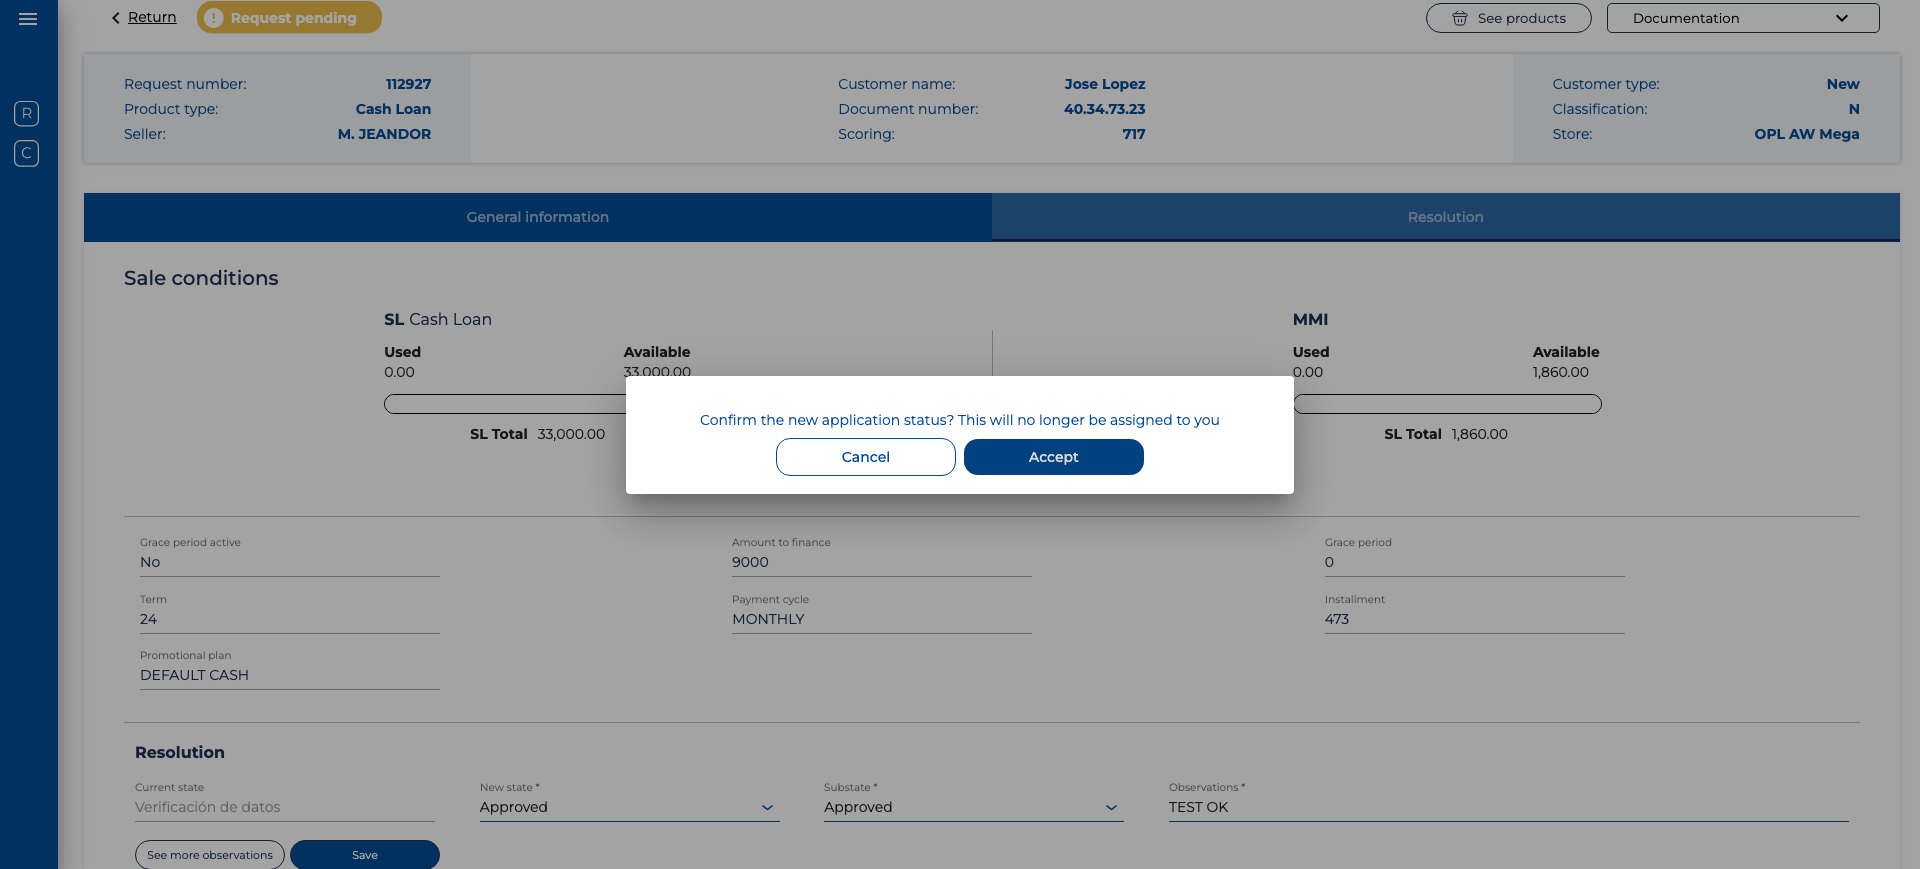 Return
Request pending
See products
Documentation
R
C
Request number: 112927
Product type: Cash Loan
Seller: M. JEANDOR
Customer name: Jose Lopez
Document number: 40.34.73.23
Scoring: 717
Customer type: New
Classification: N
Store: OPL AW Mega
General information
Resolution
Sale conditions
SL Cash Loan
Used Available
0.00 33,000.00
SL Total 33,000.00
MMI
Used Available
0.00 1,860.00
SL Total 1,860.00
Confirm the new application status? This will no longer be assigned to you
Cancel Accept
Grace period active
No
Amount to finance
9000
Grace period
0
Term
24
Payment cycle
MONTHLY
Installment
473
Promotional plan
DEFAULT CASH
Resolution
Current state
Verificación de datos
New state *
Approved
Substate *
Approved
Observations *
TEST OK
See more observations
Save